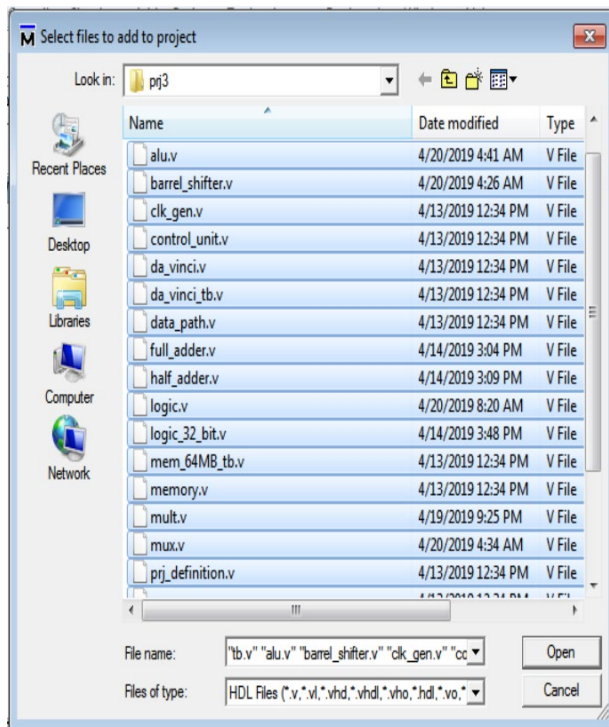 Select files to add to project
Look in: prj3
Name Date modified Type
alu.v 4/20/2019 4:41 AM V File
barrel_shifter.v 4/20/2019 4:26 AM V File
clk_gen.v 4/13/2019 12:34 PM V File
control_unit.v 4/13/2019 12:34 PM V File
da_vinci.v 4/13/2019 12:34 PM V File
da_vinci_tb.v 4/13/2019 12:34 PM V File
data_path.v 4/13/2019 12:34 PM V File
full_adder.v 4/14/2019 3:04 PM V File
half_adder.v 4/14/2019 3:09 PM V File
logic.v 4/20/2019 8:20 AM V File
logic_32_bit.v 4/14/2019 3:48 PM V File
mem_64MB_tb.v 4/13/2019 12:34 PM V File
memory.v 4/13/2019 12:34 PM V File
mult.v 4/19/2019 9:25 PM V File
mux.v 4/20/2019 4:34 AM V File
prj_definition.v 4/13/2019 12:34 PM V File
Recent Places
Desktop
Libraries
Computer
Network
File name: "tb.v" "alu.v" "barrel_shifter.v" "clk_gen.v" "cc
Open
Files of type: HDL Files (*.v,*.vl,*.vhd,*.vhdl,*.vho,*.hdl,*.vo,*
Cancel